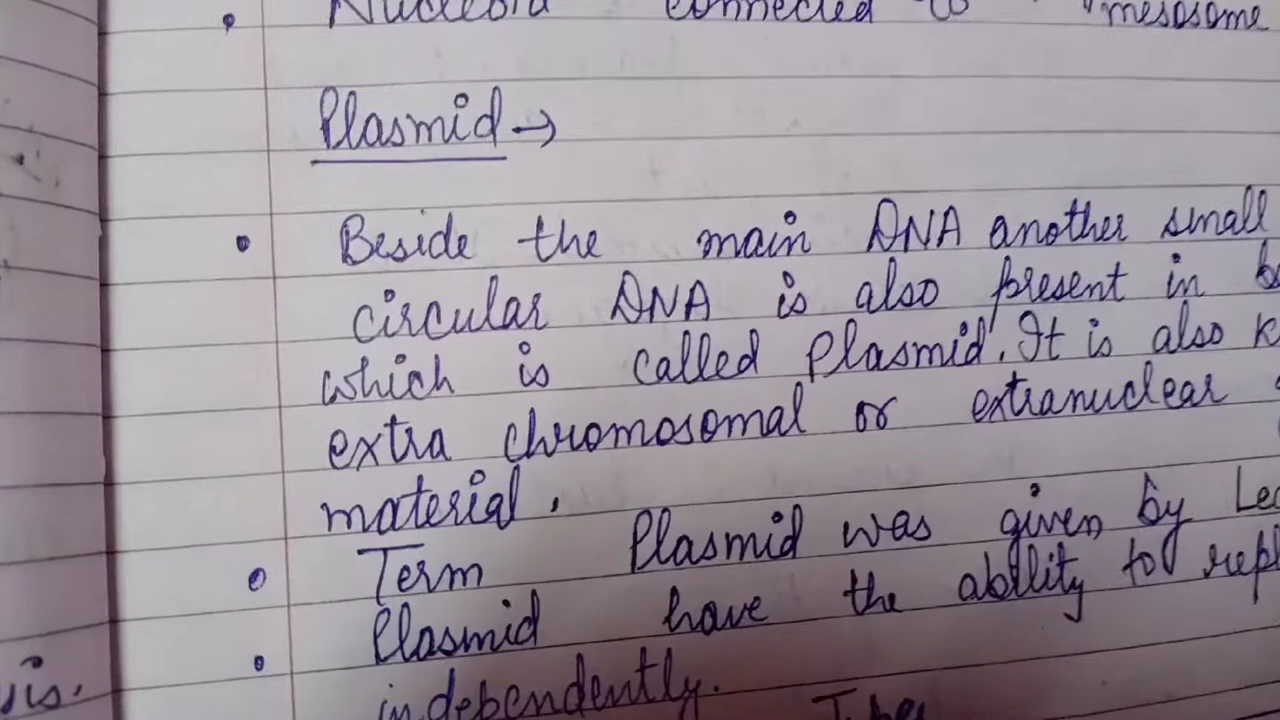 Nucleoid connected to mesosome
Plasmid →
• Beside the main DNA another small
circular DNA is also present in
which is called Plasmid. It is also
extra chromosomal or extranuclear
material.
• Term Plasmid was given by
• Plasmid have the ability to
independently.